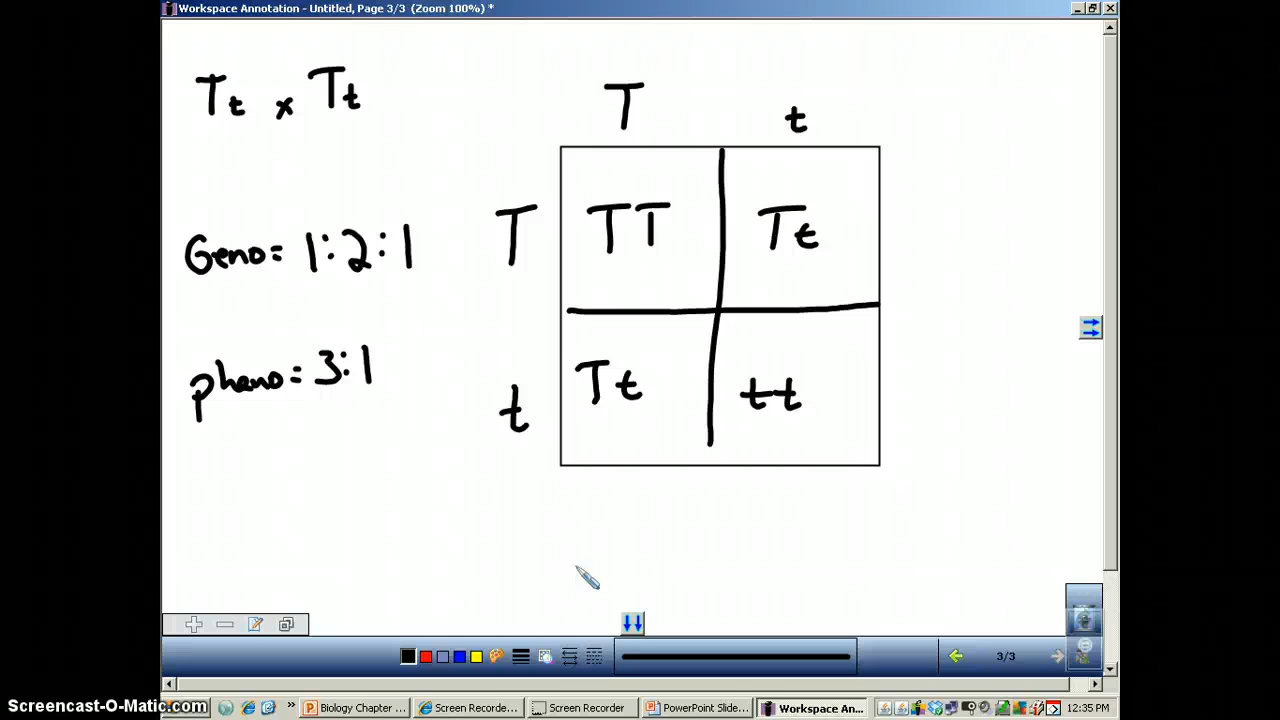 Workspace Annotation - Untitled, Page 3/3 (Zoom 100%) *
Tt x Tt
T t
T TT Tt
Geno= 1:2:1
pheno= 3:1
t Tt tt
3/3
Screencast-O-Matic.com
» Biology Chapter ... Screen Recorde... Screen Recorder PowerPoint Slide... Workspace An... 12:35 PM